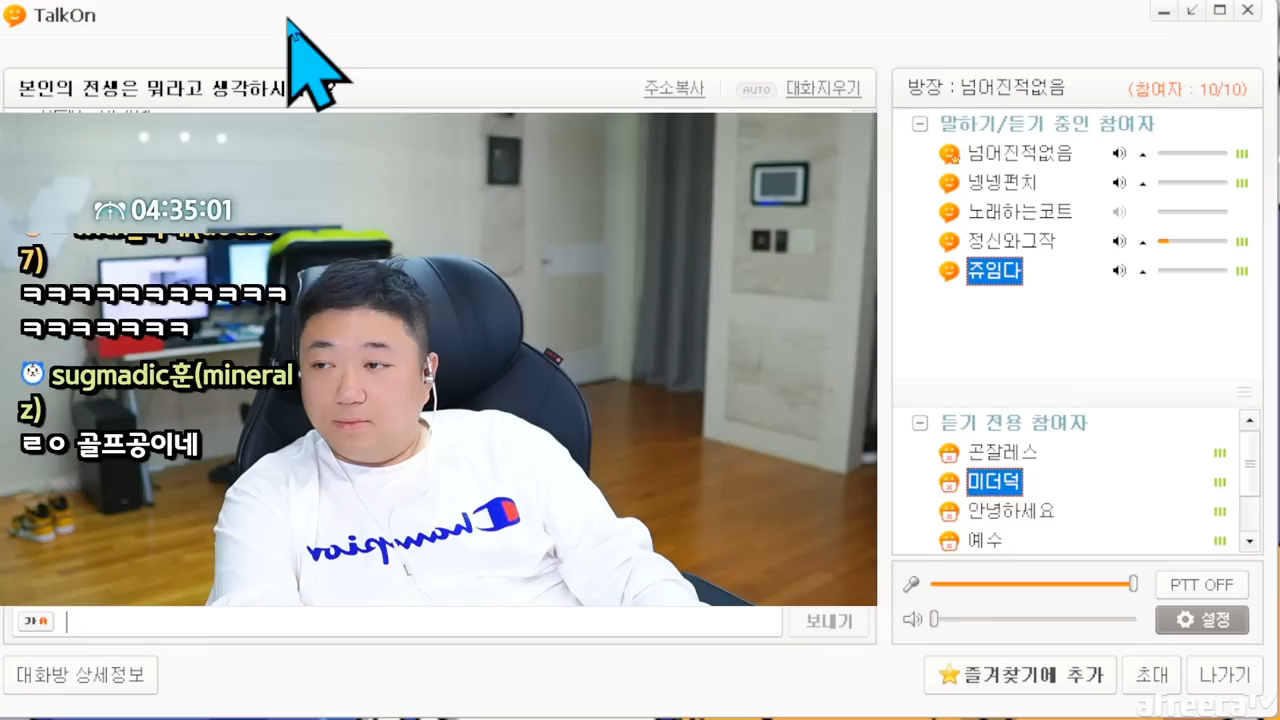 TalkOn
본인의 전생은 뭐라고 생각하시
주소복사
AUTO
대화지우기
방장 : 넘어진적없음
(참여자 : 10/10)
말하기/듣기 중인 참여자
넘어진적없음
넹넹펀치
노래하는코트
정신와그작
쥬임다
04:35:01
7)
ㅋㅋㅋㅋㅋㅋㅋㅋㅋㅋㅋ
ㅋㅋㅋㅋㅋㅋㅋ
sugmadic훈(mineral
z)
ㄹㅇ 골프공이네
Champion
듣기 전용 참여자
곤잘레스
미더덕
안녕하세요
예수
PTT OFF
설정
가A
보내기
대화방 상세정보
즐겨찾기에 추가
초대
나가기
afreecaTV